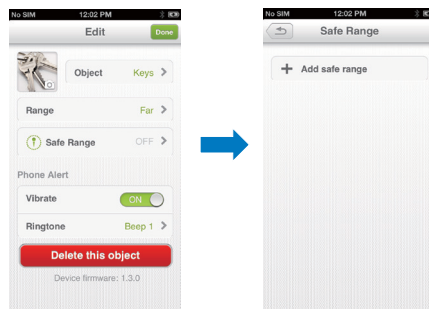 No SIM 12:02 PM
Edit Done
Object Keys
Range Far
Safe Range OFF
Phone Alert
Vibrate ON
Ringtone Beep 1
Delete this object
Device firmware: 1.3.0
No SIM 12:02 PM
Safe Range
Add safe range